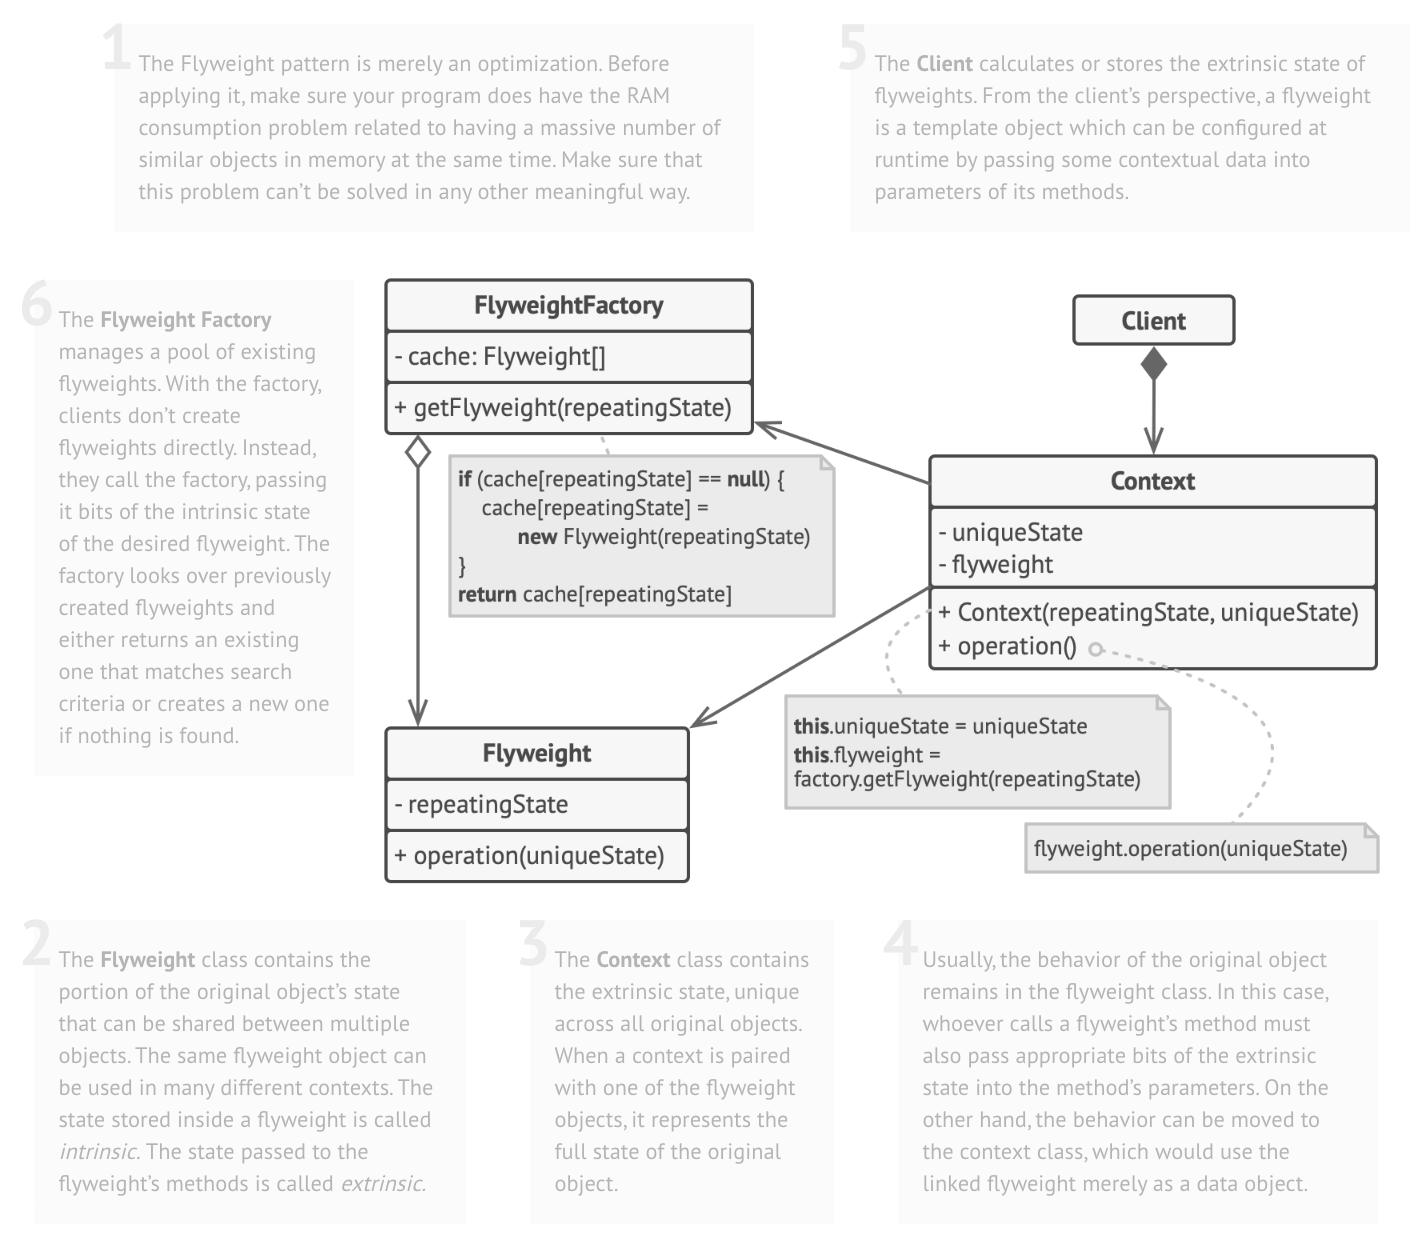 1
The Flyweight pattern is merely an optimization. Before
applying it, make sure your program does have the RAM
consumption problem related to having a massive number of
similar objects in memory at the same time. Make sure that
this problem can’t be solved in any other meaningful way.
5
The Client calculates or stores the extrinsic state of
flyweights. From the client’s perspective, a flyweight
is a template object which can be configured at
runtime by passing some contextual data into
parameters of its methods.
6
The Flyweight Factory
manages a pool of existing
flyweights. With the factory,
clients don’t create
flyweights directly. Instead,
they call the factory, passing
it bits of the intrinsic state
of the desired flyweight. The
factory looks over previously
created flyweights and
either returns an existing
one that matches search
criteria or creates a new one
if nothing is found.
FlyweightFactory
- cache: Flyweight[]
+ getFlyweight(repeatingState)
if (cache[repeatingState] == null) {
cache[repeatingState] =
new Flyweight(repeatingState)
}
return cache[repeatingState]
Client
Context
- uniqueState
- flyweight
+ Context(repeatingState, uniqueState)
+ operation()
this.uniqueState = uniqueState
this.flyweight =
factory.getFlyweight(repeatingState)
flyweight.operation(uniqueState)
Flyweight
- repeatingState
+ operation(uniqueState)
2
The Flyweight class contains the
portion of the original object’s state
that can be shared between multiple
objects. The same flyweight object can
be used in many different contexts. The
state stored inside a flyweight is called
intrinsic. The state passed to the
flyweight’s methods is called extrinsic.
3
The Context class contains
the extrinsic state, unique
across all original objects.
When a context is paired
with one of the flyweight
objects, it represents the
full state of the original
object.
4
Usually, the behavior of the original object
remains in the flyweight class. In this case,
whoever calls a flyweight’s method must
also pass appropriate bits of the extrinsic
state into the method’s parameters. On the
other hand, the behavior can be moved to
the context class, which would use the
linked flyweight merely as a data object.